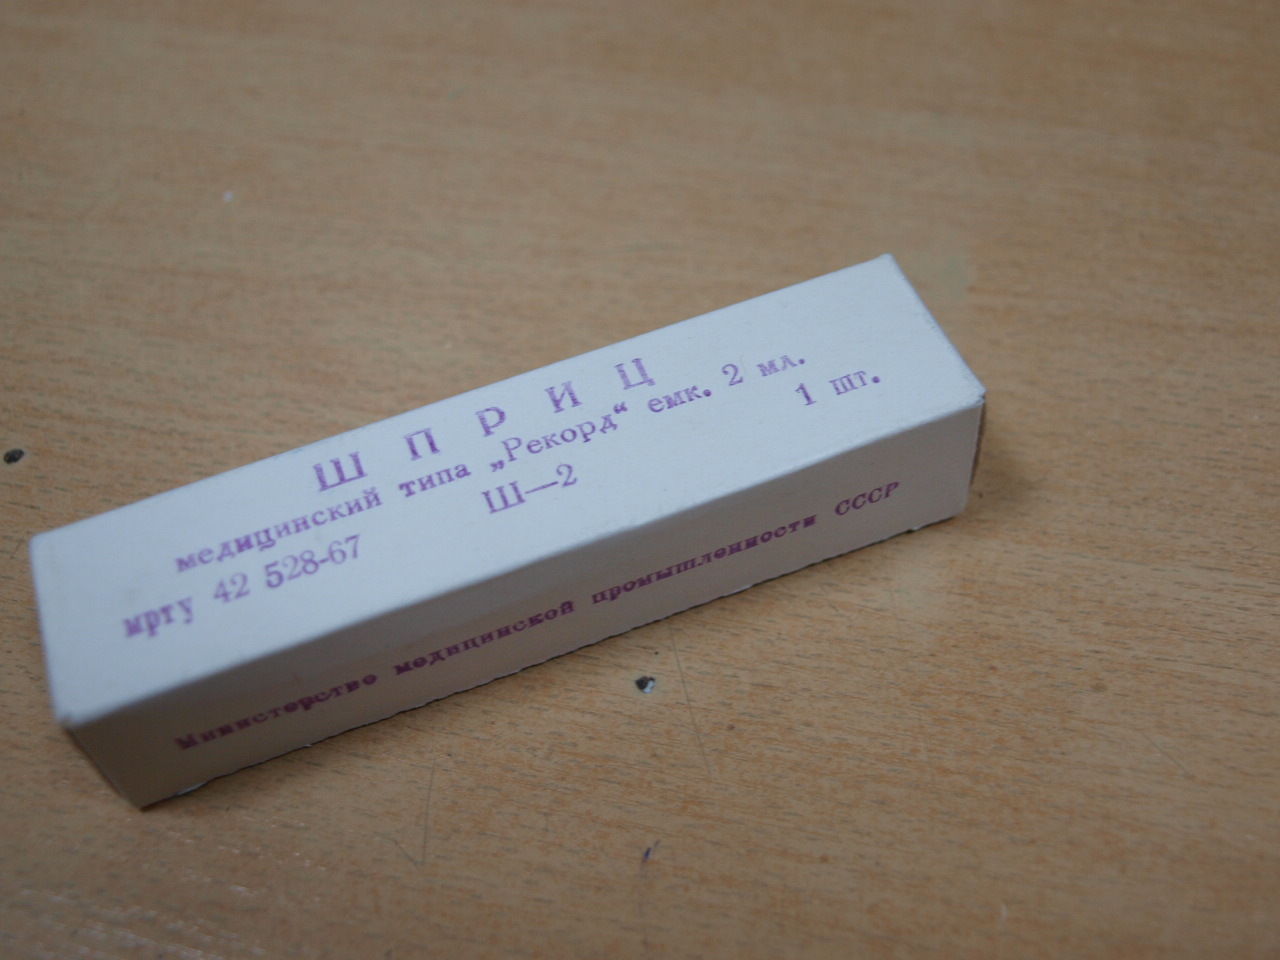 ШПРИЦ
медицинский типа „Рекорд“ емк. 2 мл.
Ш—2
1 шт.
мрту 42 528-67
Министерство медицинской промышленности СССР